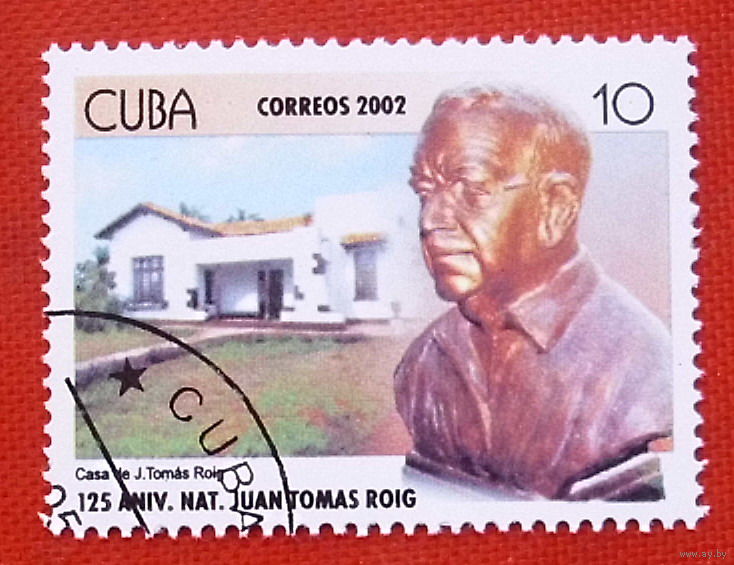 CUBA CORREOS 2002 10
Casa de J.Tomás Roig
125 ANIV. NAT. JUAN TOMAS ROIG
CUBA
www.ay.by